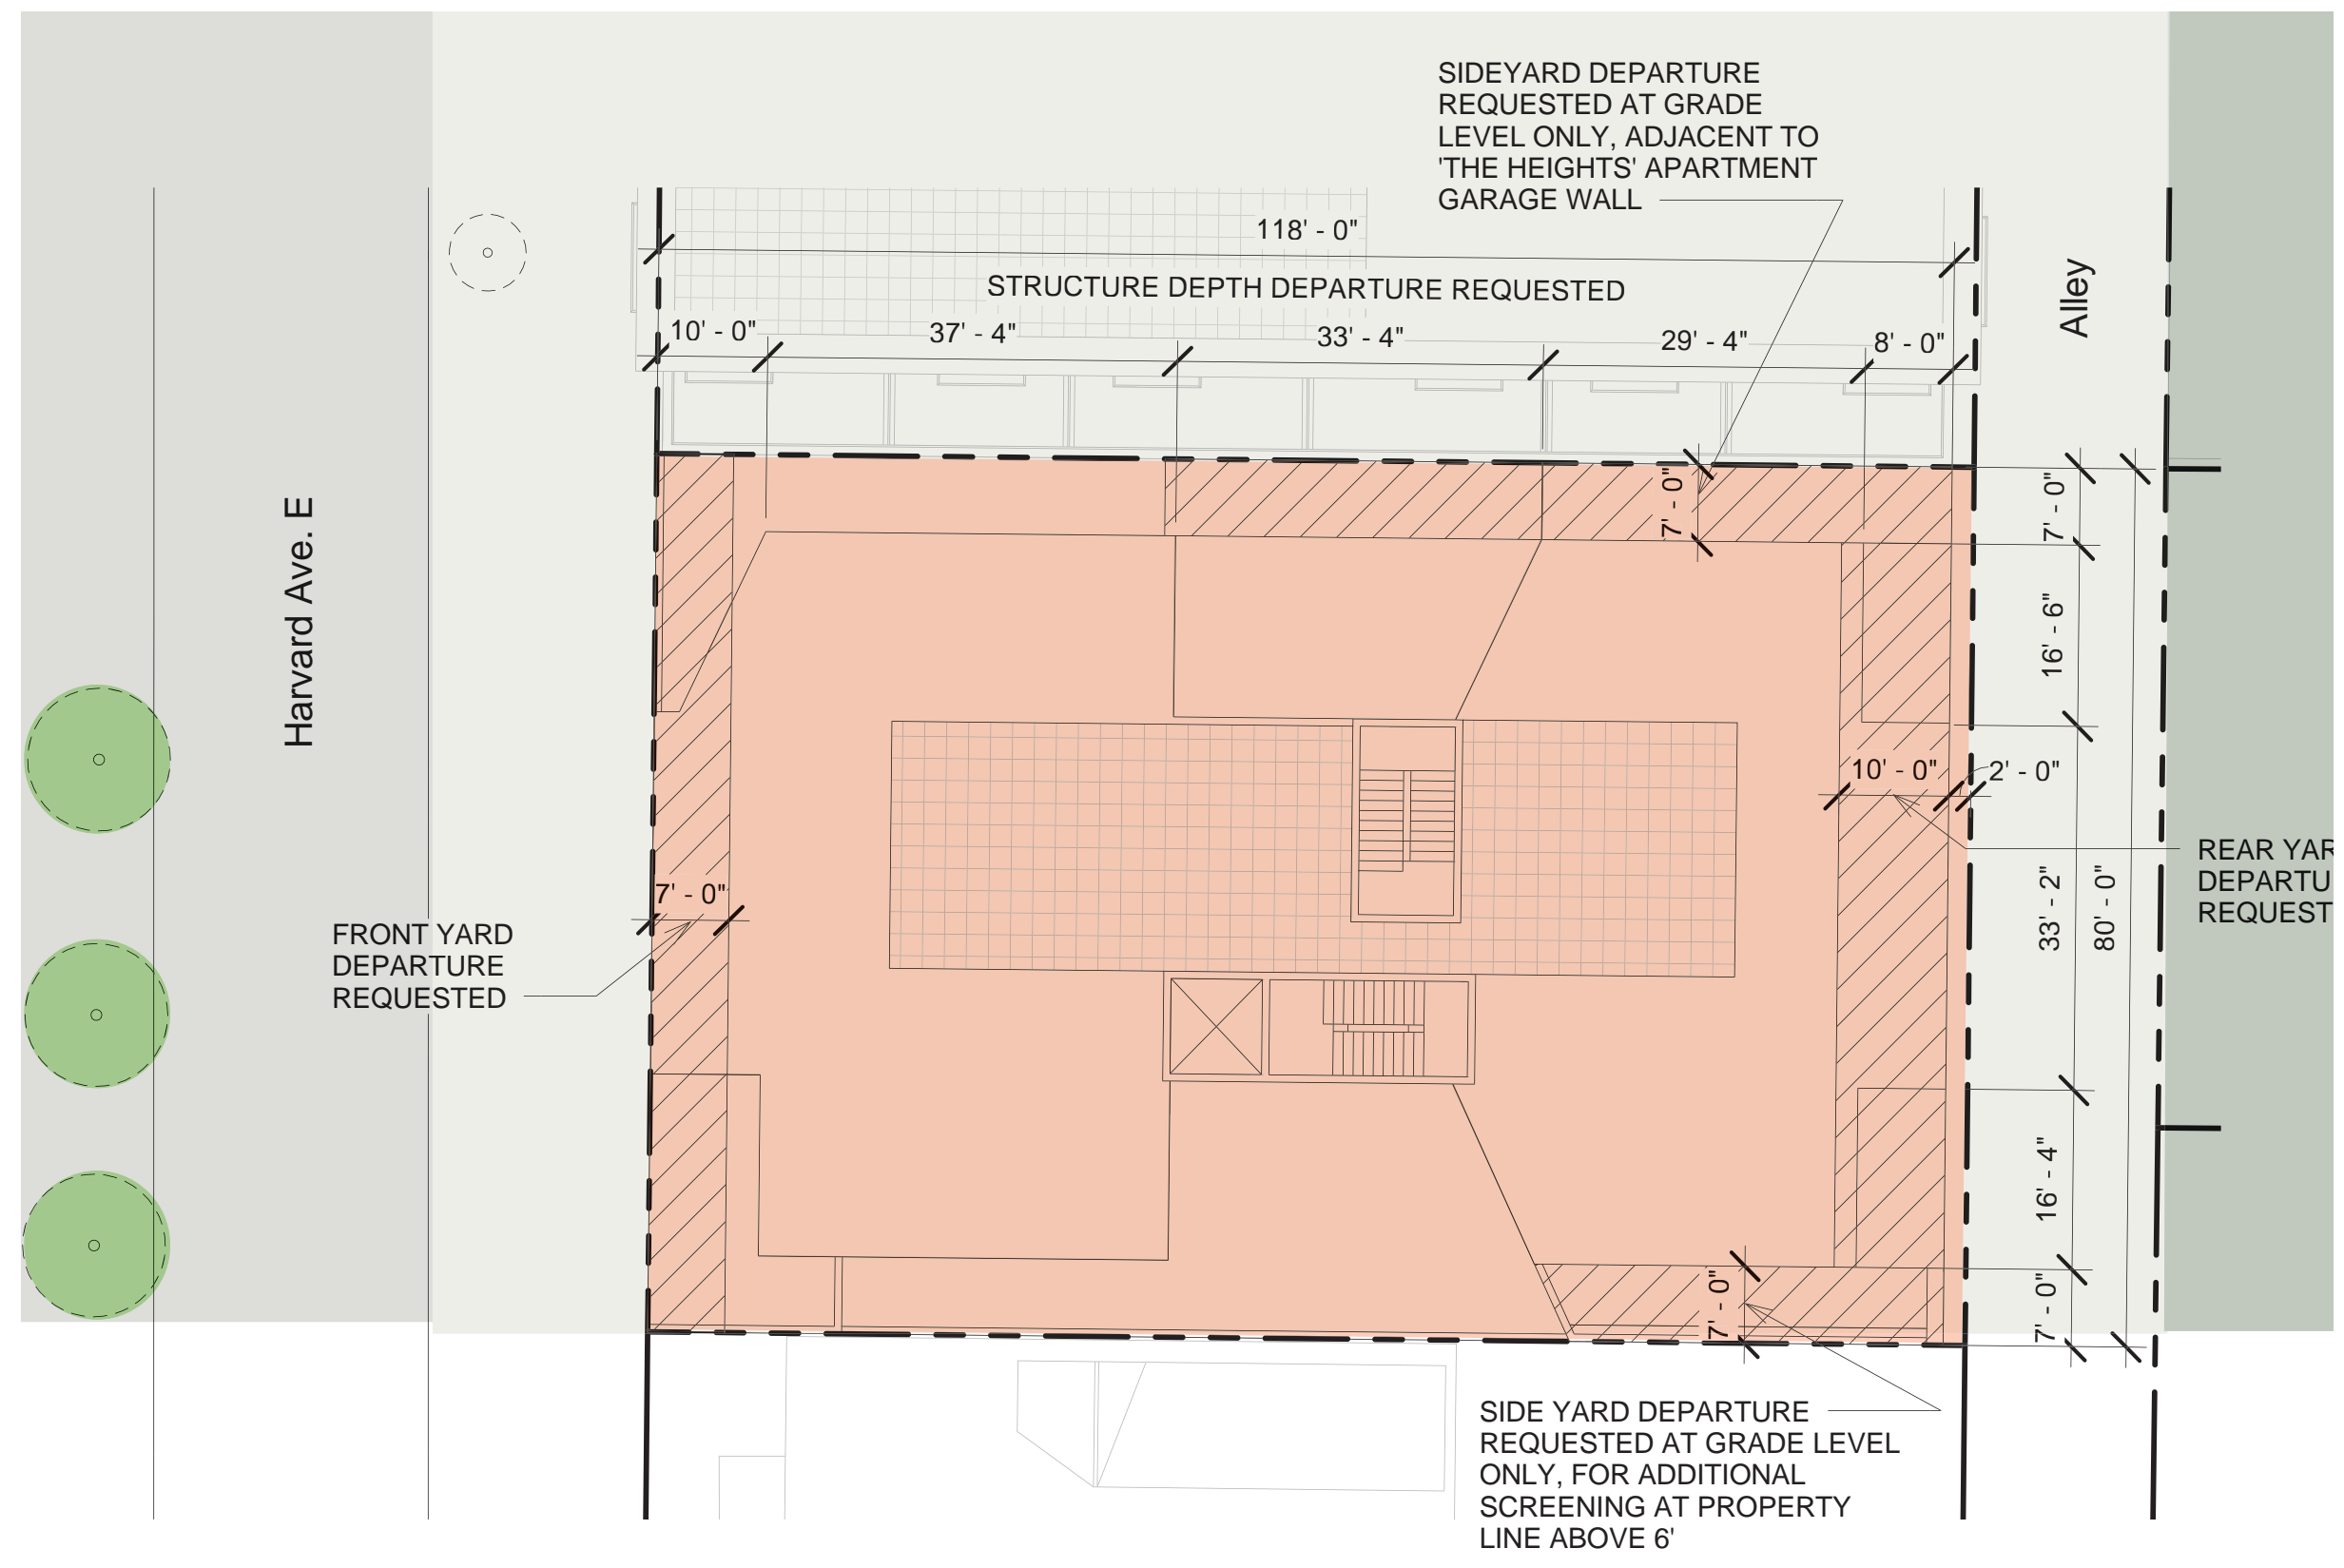 SIDEYARD DEPARTURE
REQUESTED AT GRADE
LEVEL ONLY, ADJACENT TO
'THE HEIGHTS' APARTMENT
GARAGE WALL
118' - 0"
STRUCTURE DEPTH DEPARTURE REQUESTED
10' - 0"
37' - 4"
33' - 4"
29' - 4"
8' - 0"
Alley
Harvard Ave. E
7' - 0"
7' - 0"
16' - 6"
10' - 0"
2' - 0"
REAR YAR
DEPARTU
REQUEST
33' - 2"
80' - 0"
7' - 0"
FRONT YARD
DEPARTURE
REQUESTED
16' - 4"
7' - 0"
7' - 0"
SIDE YARD DEPARTURE
REQUESTED AT GRADE LEVEL
ONLY, FOR ADDITIONAL
SCREENING AT PROPERTY
LINE ABOVE 6'